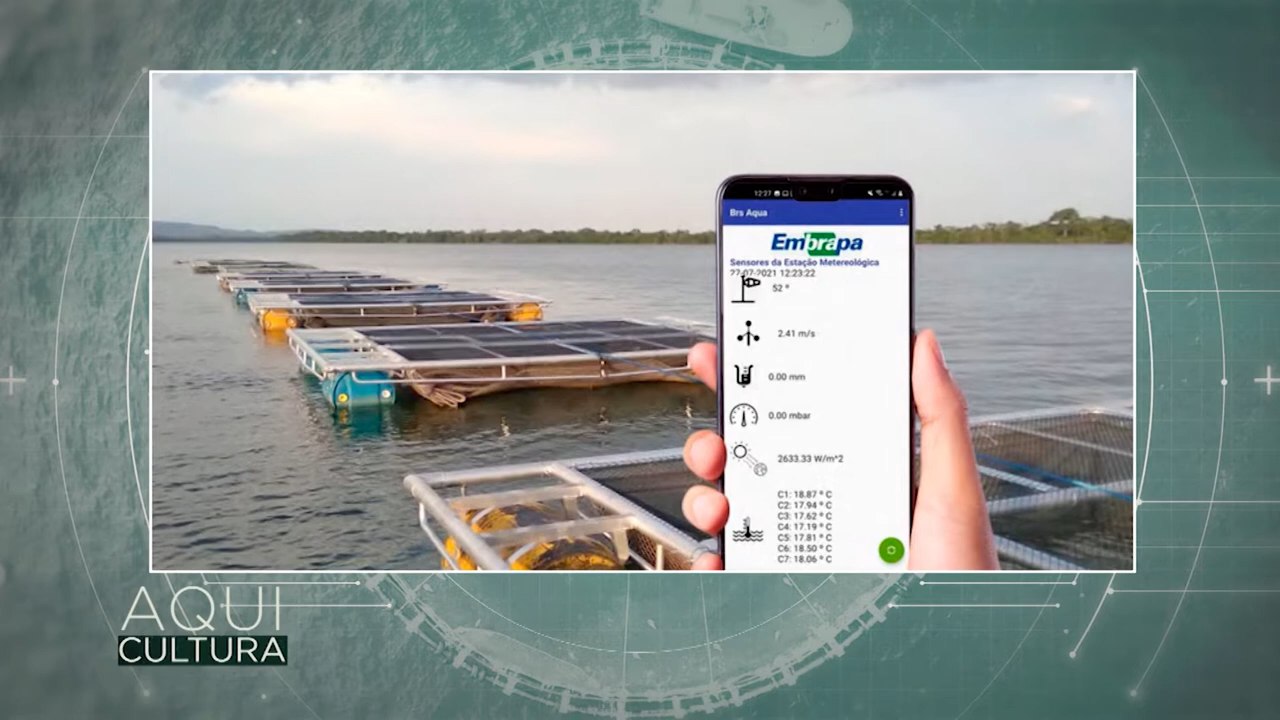 12:27
Brs Aqua
Embrapa
Sensores da Estação Metereológica
27-07-2021 12:23:22
52 º
2.41 m/s
0.00 mm
0.00 mbar
2633.33 W/m^2
C1: 18.87 º C
C2: 17.94 º C
C3: 17.62 º C
C4: 17.19 º C
C5: 17.81 º C
C6: 18.50 º C
C7: 18.06 º C
AQUI
CULTURA